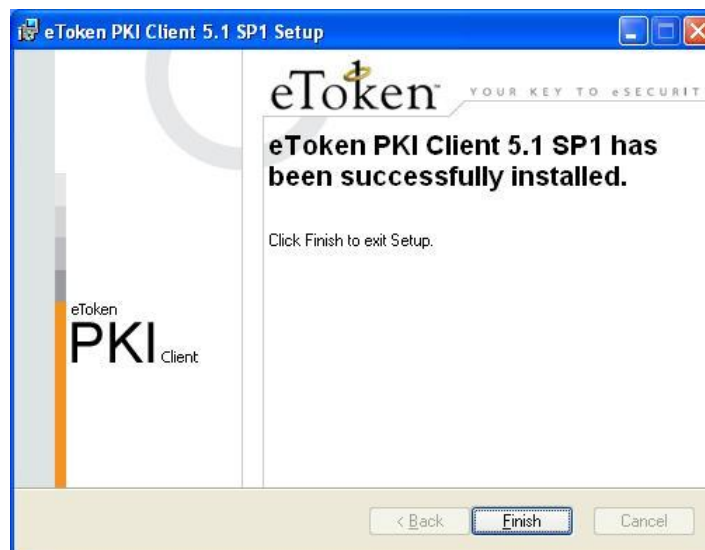 eToken PKI Client 5.1 SP1 Setup
eToken™
YOUR KEY TO eSECURIT
eToken PKI Client 5.1 SP1 has
been successfully installed.
Click Finish to exit Setup.
eToken
PKI Client
< Back
Finish
Cancel